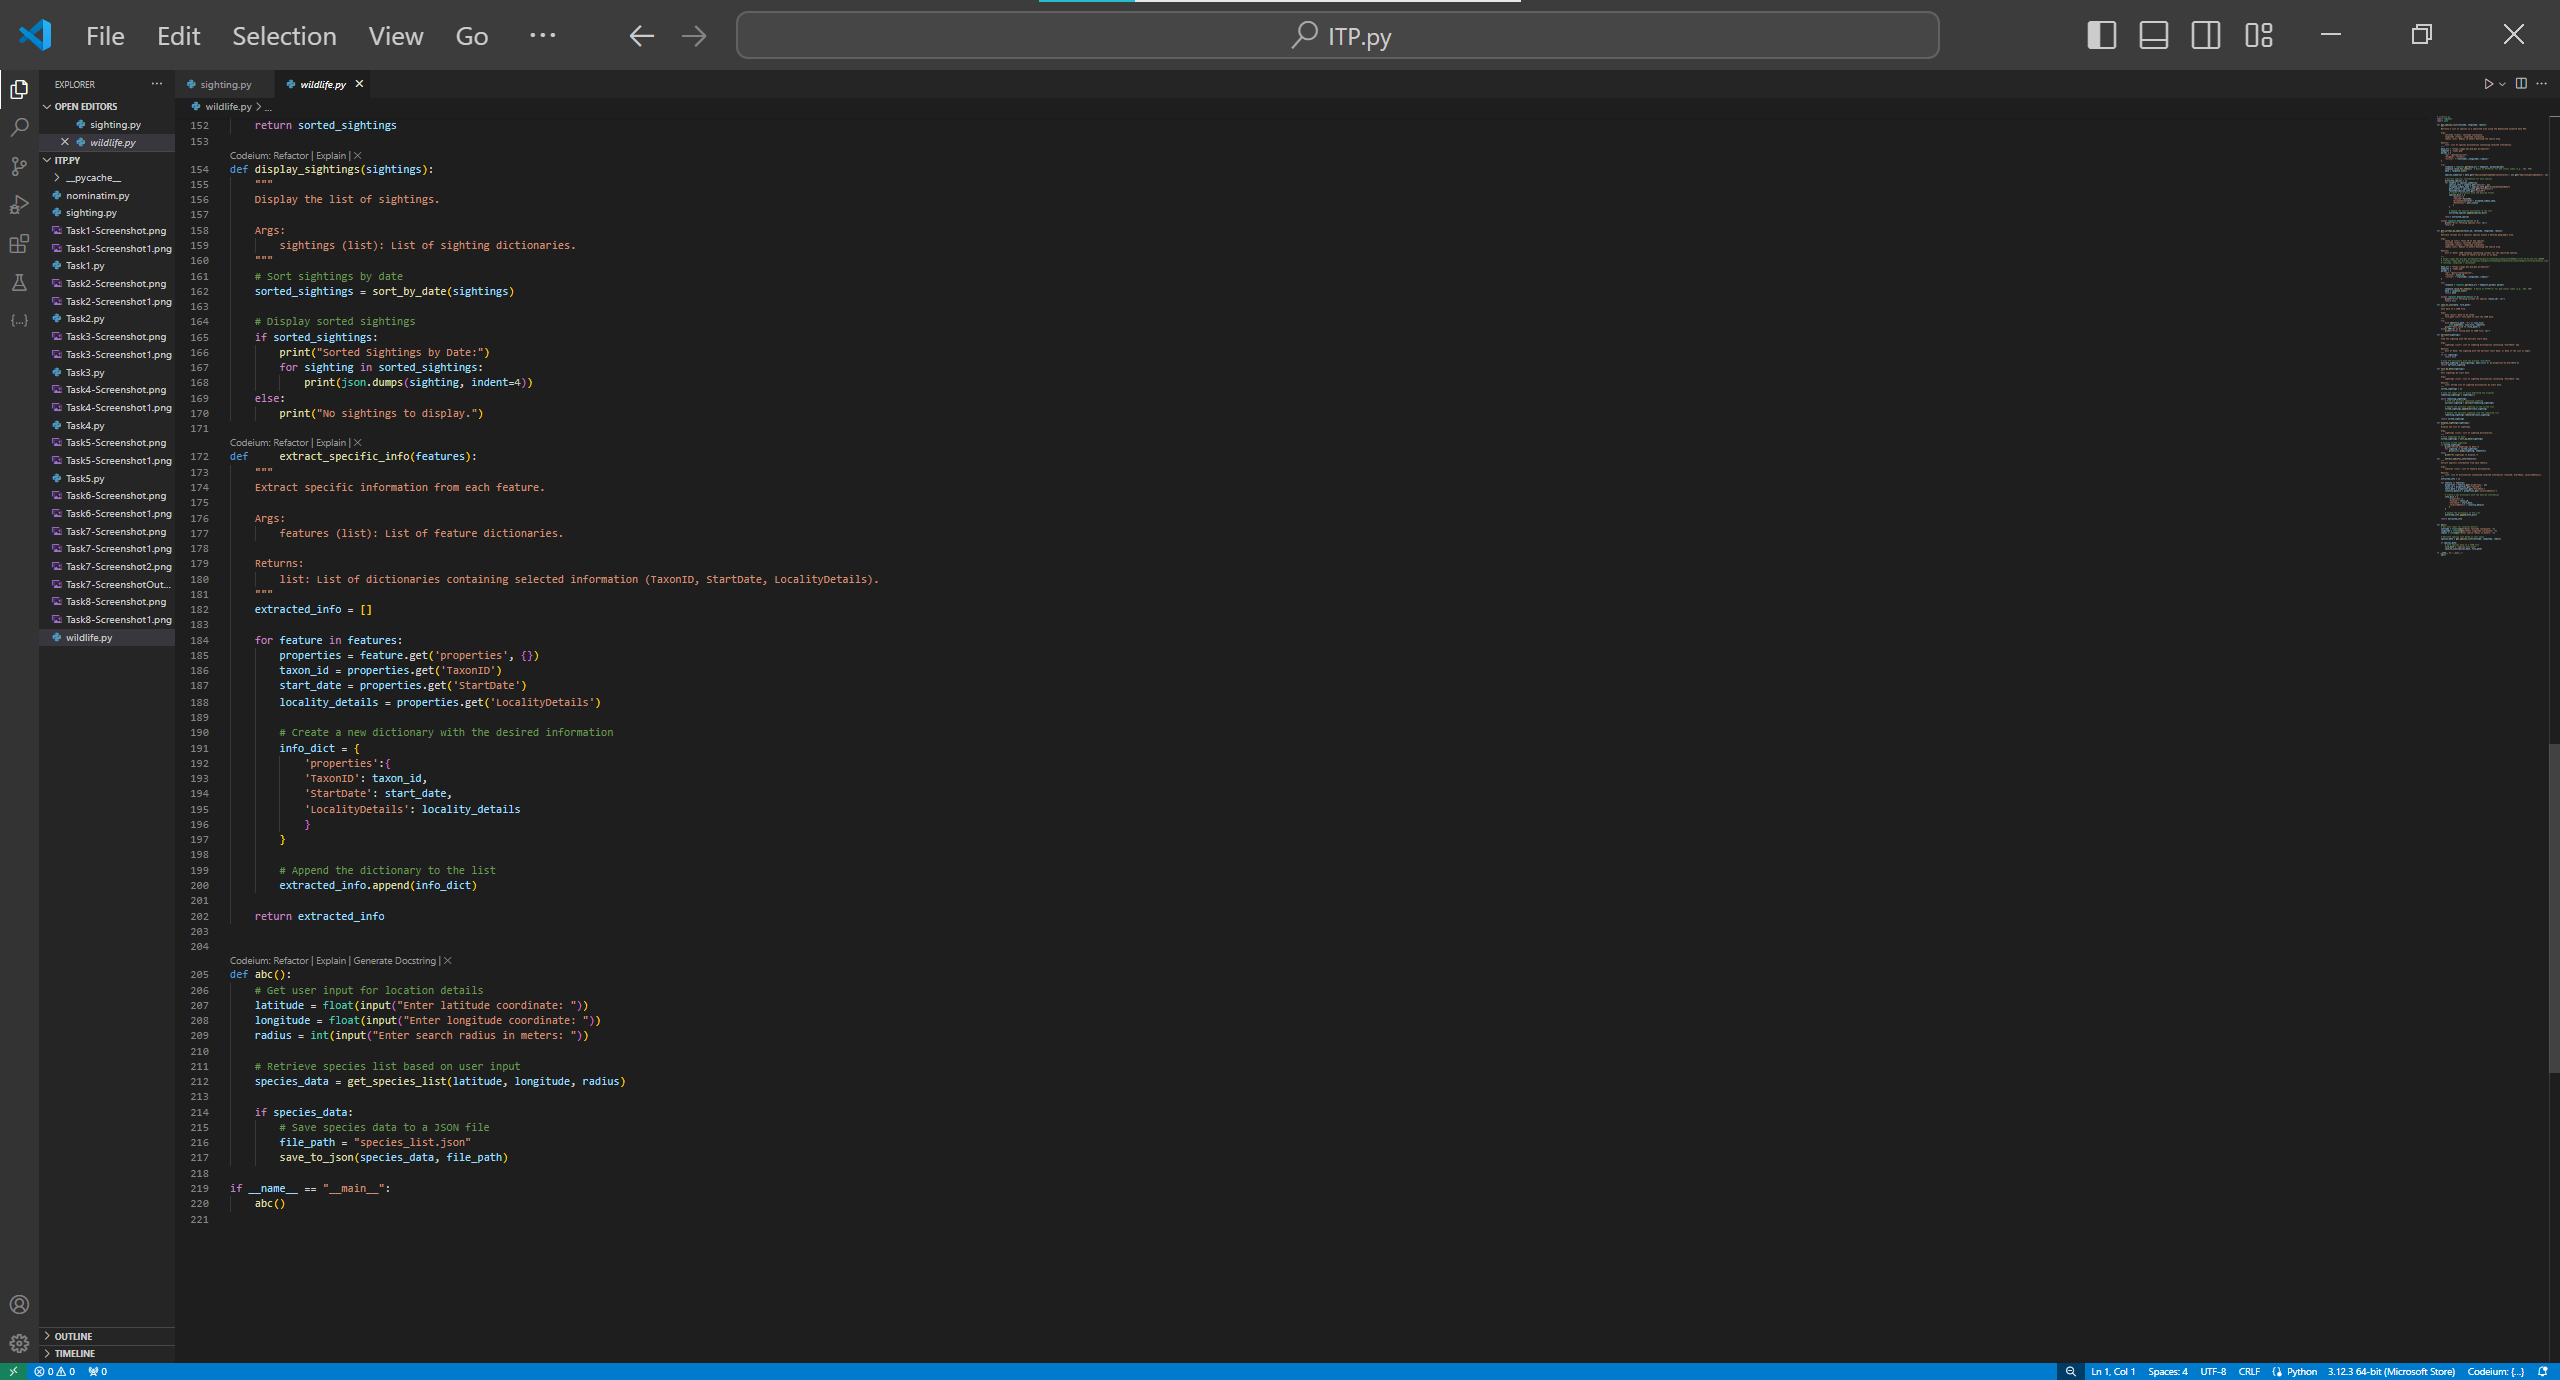 File Edit Selection View Go ··· ITP.py
EXPLORER ···
OPEN EDITORS
sighting.py
wildlife.py
ITP.PY
__pycache__
nominatim.py
sighting.py
Task1-Screenshot.png
Task1-Screenshot1.png
Task1.py
Task2-Screenshot.png
Task2-Screenshot1.png
Task2.py
Task3-Screenshot.png
Task3-Screenshot1.png
Task3.py
Task4-Screenshot.png
Task4-Screenshot1.png
Task4.py
Task5-Screenshot.png
Task5-Screenshot1.png
Task5.py
Task6-Screenshot.png
Task6-Screenshot1.png
Task7-Screenshot.png
Task7-Screenshot1.png
Task7-Screenshot2.png
Task7-ScreenshotOut...
Task8-Screenshot.png
Task8-Screenshot1.png
wildlife.py
OUTLINE
TIMELINE
sighting.py wildlife.py
wildlife.py > ...
152     return sorted_sightings
153
Codeium: Refactor | Explain | X
154 def display_sightings(sightings):
155     """
156     Display the list of sightings.
157
158     Args:
159         sightings (list): List of sighting dictionaries.
160     """
161     # Sort sightings by date
162     sorted_sightings = sort_by_date(sightings)
163
164     # Display sorted sightings
165     if sorted_sightings:
166         print("Sorted Sightings by Date:")
167         for sighting in sorted_sightings:
168             print(json.dumps(sighting, indent=4))
169     else:
170         print("No sightings to display.")
171
Codeium: Refactor | Explain | X
172 def     extract_specific_info(features):
173     """
174     Extract specific information from each feature.
175
176     Args:
177         features (list): List of feature dictionaries.
178
179     Returns:
180         list: List of dictionaries containing selected information (TaxonID, StartDate, LocalityDetails).
181     """
182     extracted_info = []
183
184     for feature in features:
185         properties = feature.get('properties', {})
186         taxon_id = properties.get('TaxonID')
187         start_date = properties.get('StartDate')
188         locality_details = properties.get('LocalityDetails')
189
190         # Create a new dictionary with the desired information
191         info_dict = {
192             'properties':{
193             'TaxonID': taxon_id,
194             'StartDate': start_date,
195             'LocalityDetails': locality_details
196             }
197         }
198
199         # Append the dictionary to the list
200         extracted_info.append(info_dict)
201
202     return extracted_info
203
204
Codeium: Refactor | Explain | Generate Docstring | X
205 def abc():
206     # Get user input for location details
207     latitude = float(input("Enter latitude coordinate: "))
208     longitude = float(input("Enter longitude coordinate: "))
209     radius = int(input("Enter search radius in meters: "))
210
211     # Retrieve species list based on user input
212     species_data = get_species_list(latitude, longitude, radius)
213
214     if species_data:
215         # Save species data to a JSON file
216         file_path = "species_list.json"
217         save_to_json(species_data, file_path)
218
219 if __name__ == "__main__":
220     abc()
221
0 0 0 Ln 1, Col 1 Spaces: 4 UTF-8 CRLF Python 3.12.3 64-bit (Microsoft Store) Codeium: {...}